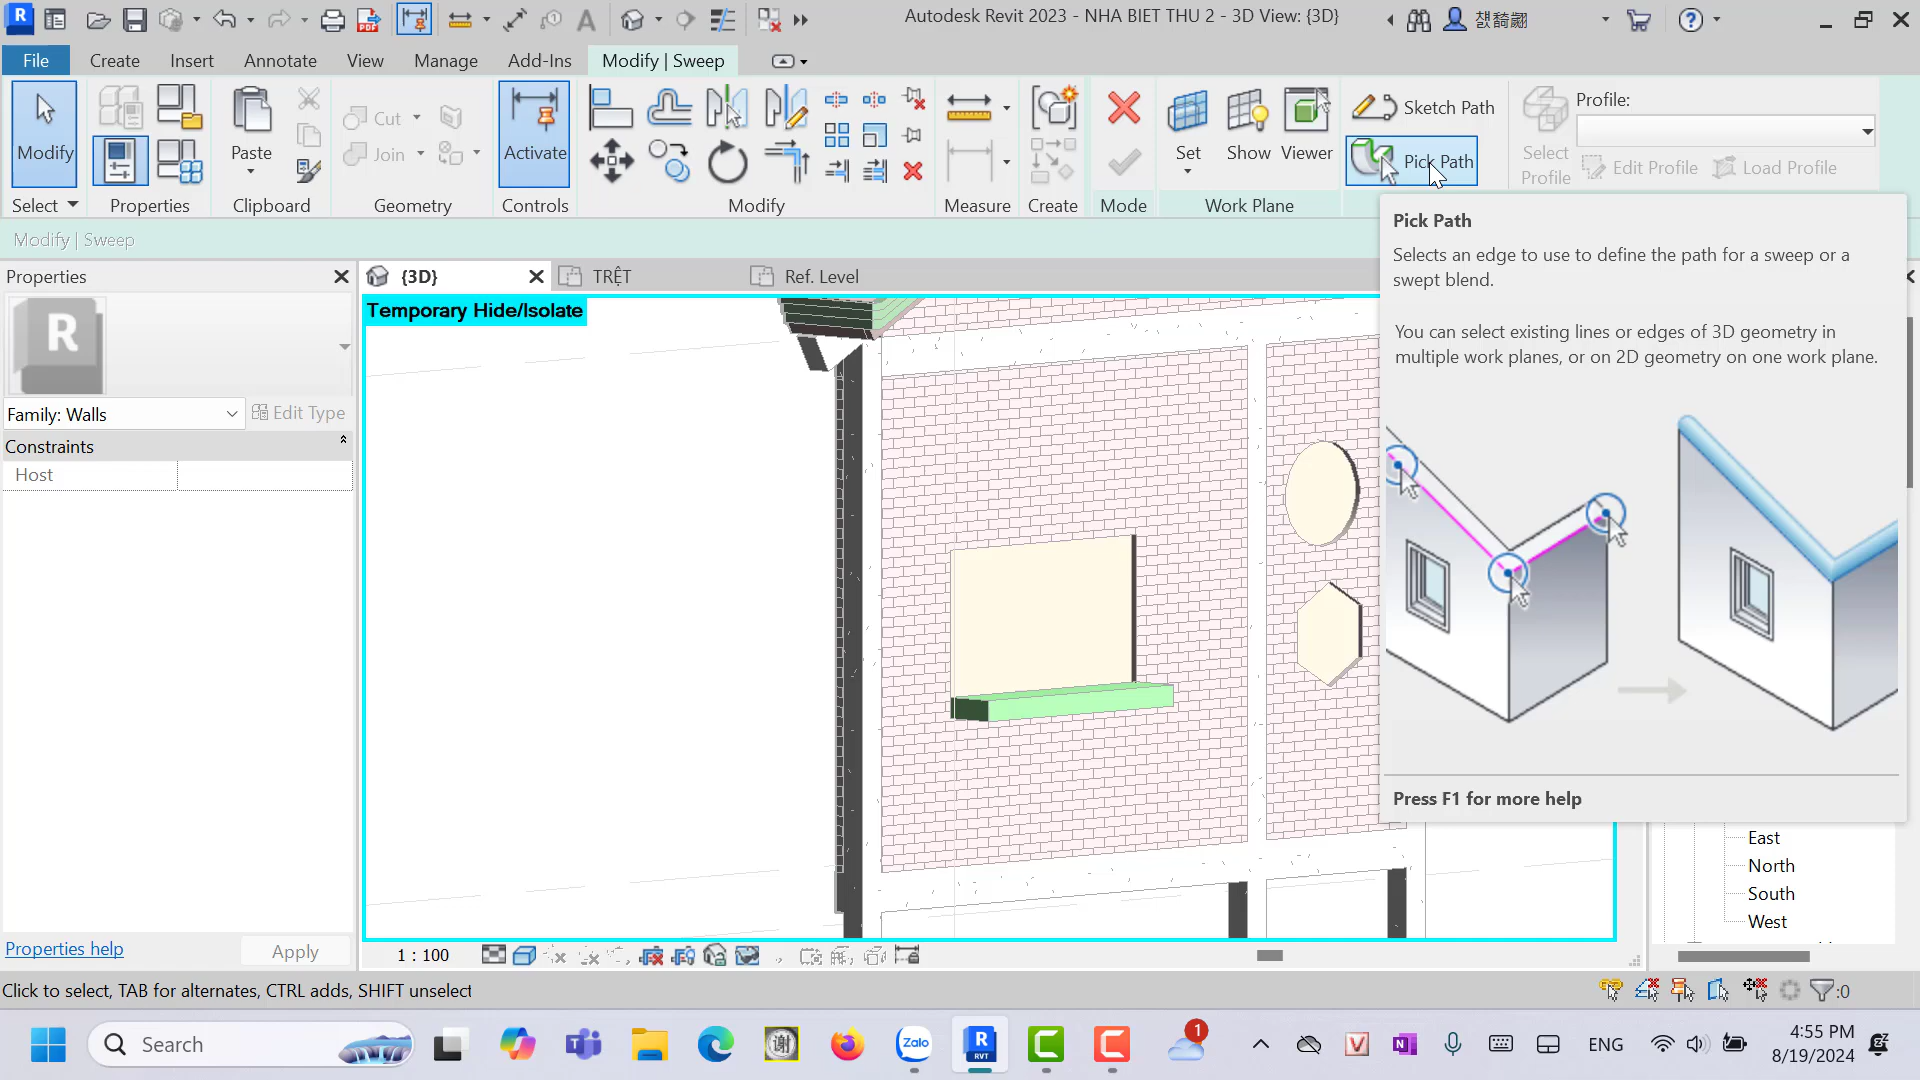 Autodesk Revit 2023 - NHA BIET THU 2 - 3D View: {3D}
File Create Insert Annotate View Manage Add-Ins Modify | Sweep
Modify
Paste
Cut
Join
Activate
Set
Show
Viewer
Sketch Path
Pick Path
Select
Profile
Profile:
Edit Profile
Load Profile
Select Properties Clipboard Geometry Controls Modify Measure Create Mode Work Plane
Modify | Sweep
Properties
{3D}
TRỆT
Ref. Level
Temporary Hide/Isolate
R
Family: Walls
Edit Type
Constraints
Host
Properties help
Apply
Pick Path
Selects an edge to use to define the path for a sweep or a
swept blend.
You can select existing lines or edges of 3D geometry in
multiple work planes, or on 2D geometry on one work plane.
Press F1 for more help
East
North
South
West
1 : 100
Click to select, TAB for alternates, CTRL adds, SHIFT unselect
:0
Search
Zalo
R
RVT
1
ENG
4:55 PM
8/19/2024